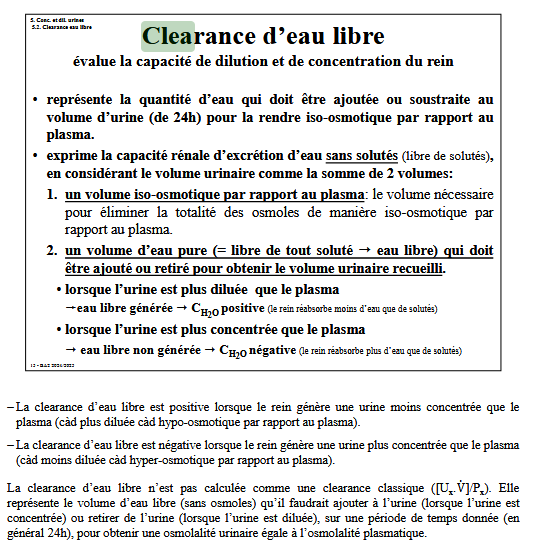 5. Conc. et dil. urines
5.2. Clearance eau libre
Clearance d'eau libre
évalue la capacité de dilution et de concentration du rein
• représente la quantité d'eau qui doit être ajoutée ou soustraite au
volume d'urine (de 24h) pour la rendre iso-osmotique par rapport au
plasma.
• exprime la capacité rénale d'excrétion d'eau sans solutés (libre de solutés),
en considérant le volume urinaire comme la somme de 2 volumes:
1. un volume iso-osmotique par rapport au plasma: le volume nécessaire
pour éliminer la totalité des osmoles de manière iso-osmotique par
rapport au plasma.
2. un volume d'eau pure (= libre de tout soluté → eau libre) qui doit
être ajouté ou retiré pour obtenir le volume urinaire recueilli.
• lorsque l'urine est plus diluée que le plasma
→eau libre générée → CH2O positive (le rein réabsorbe moins d'eau que de solutés)
• lorsque l'urine est plus concentrée que le plasma
→ eau libre non générée → CH2O négative (le rein réabsorbe plus d'eau que de solutés)
–La clearance d'eau libre est positive lorsque le rein génère une urine moins concentrée que le
plasma (càd plus diluée càd hypo-osmotique par rapport au plasma).
–La clearance d'eau libre est négative lorsque le rein génère une urine plus concentrée que le plasma
(càd moins diluée càd hyper-osmotique par rapport au plasma).
La clearance d'eau libre n'est pas calculée comme une clearance classique ([Ux.V̇]/Px). Elle
représente le volume d'eau libre (sans osmoles) qu'il faudrait ajouter à l'urine (lorsque l'urine est
concentrée) ou retirer de l'urine (lorsque l'urine est diluée), sur une période de temps donnée (en
général 24h), pour obtenir une osmolalité urinaire égale à l'osmolalité plasmatique.